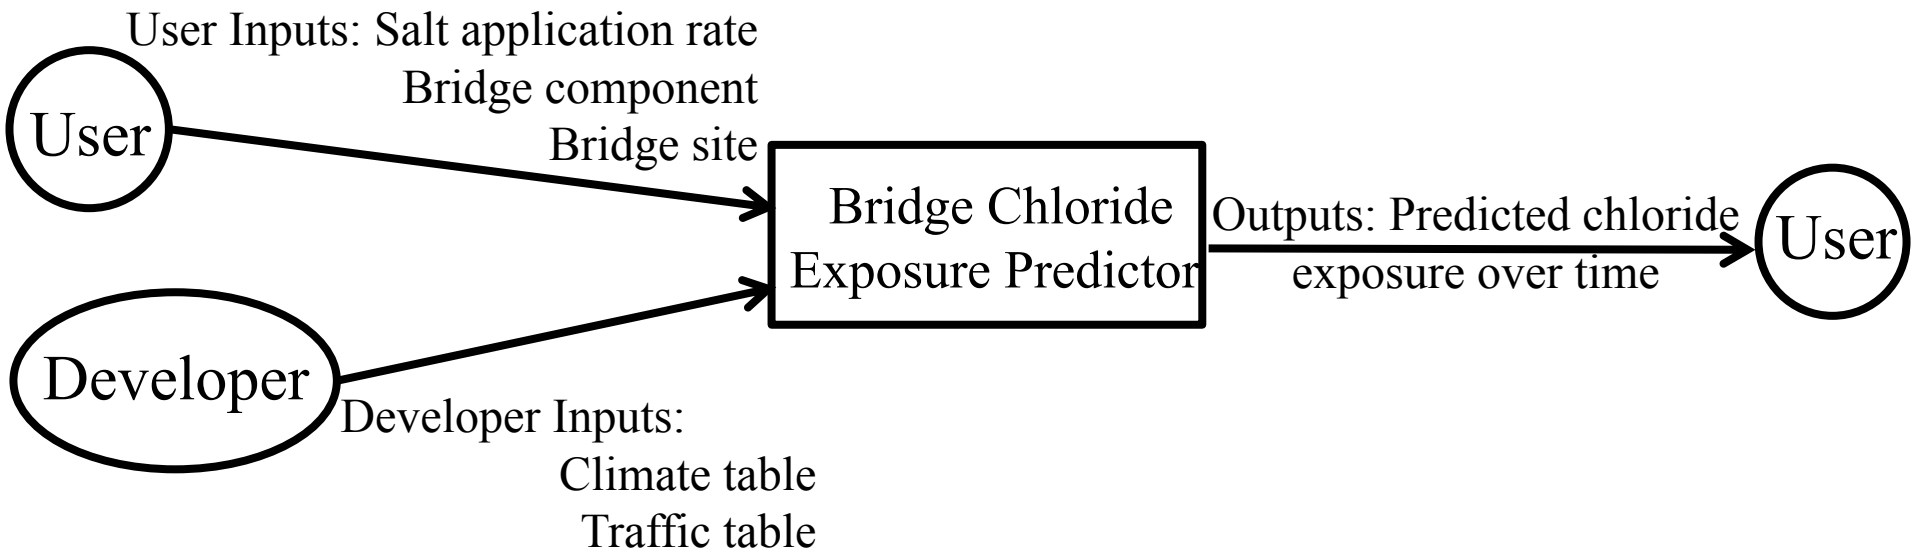 User Inputs: Salt application rate
Bridge component
Bridge site
User
Bridge Chloride
Exposure Predictor
Outputs: Predicted chloride
exposure over time
User
Developer
Developer Inputs:
Climate table
Traffic table